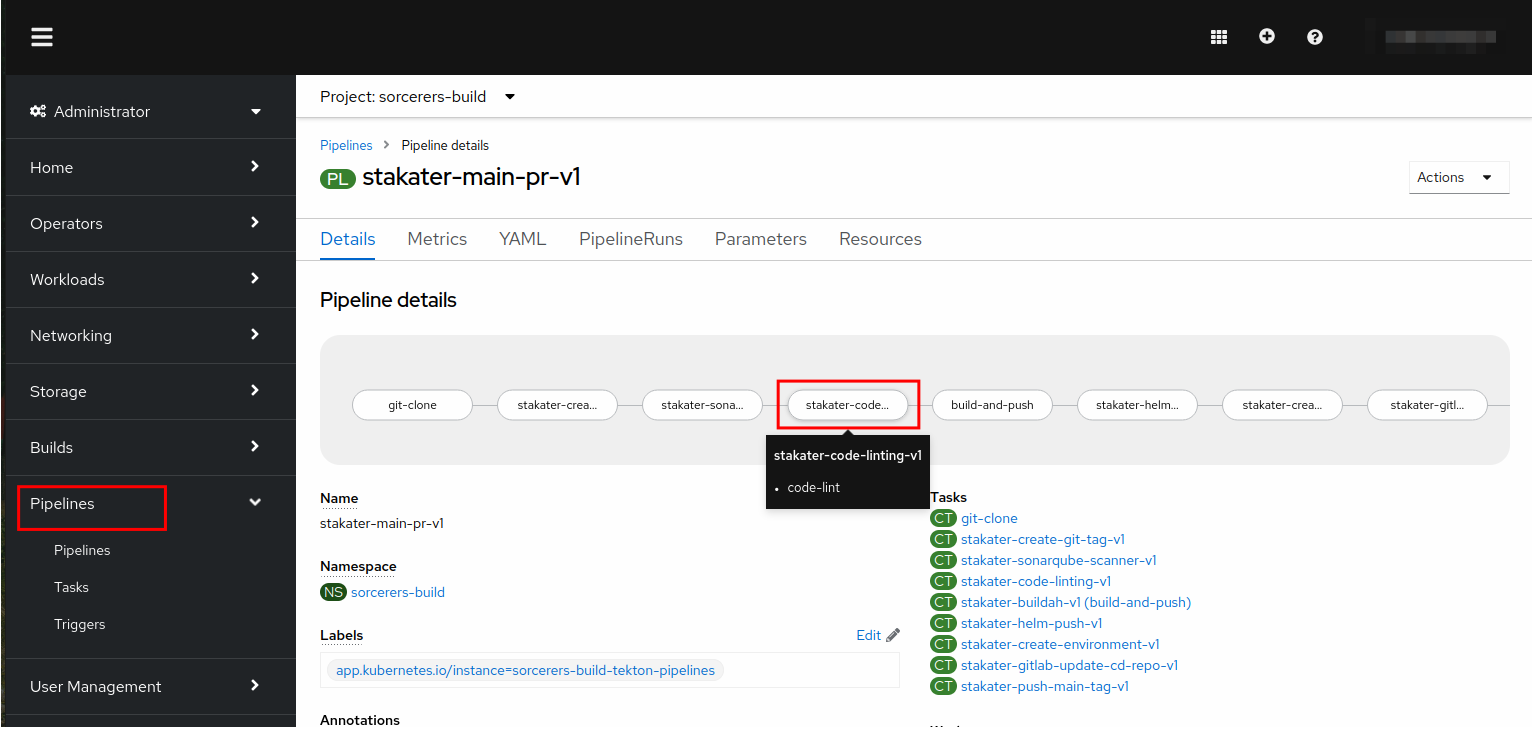 Project: sorcerers-build
Administrator
Home
Operators
Workloads
Networking
Storage
Builds
Pipelines
Pipelines
Tasks
Triggers
User Management
Pipelines > Pipeline details
PL stakater-main-pr-v1
Actions
Details Metrics YAML PipelineRuns Parameters Resources
Pipeline details
git-clone stakater-crea... stakater-sona... stakater-code... build-and-push stakater-helm... stakater-crea... stakater-gitl...
stakater-code-linting-v1
• code-lint
Name
stakater-main-pr-v1
Namespace
NS sorcerers-build
Labels
Edit
app.kubernetes.io/instance=sorcerers-build-tekton-pipelines
Annotations
Tasks
CT git-clone
CT stakater-create-git-tag-v1
CT stakater-sonarqube-scanner-v1
CT stakater-code-linting-v1
CT stakater-buildah-v1 (build-and-push)
CT stakater-helm-push-v1
CT stakater-create-environment-v1
CT stakater-gitlab-update-cd-repo-v1
CT stakater-push-main-tag-v1